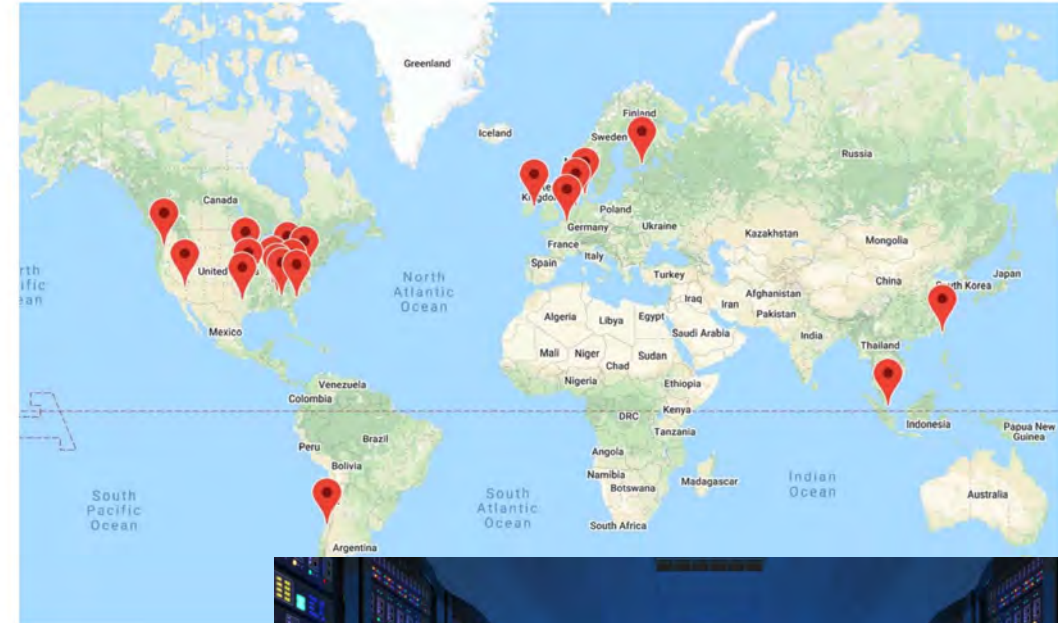 Greenland
Finland
Iceland
Sweden
Russia
Canada
Poland
Germany
Ukraine
Kazakhstan
Mongolia
France
Italy
Spain
North
Atlantic
Ocean
Turkey
China
South Korea
Japan
United
Iraq
Iran
Afghanistan
Pakistan
Algeria
Libya
Egypt
Saudi Arabia
India
Mexico
Thailand
Mali
Niger
Chad
Sudan
Nigeria
Ethiopia
Venezuela
Colombia
DRC
Kenya
Tanzania
Indonesia
Papua New
Guinea
Peru
Brazil
Bolivia
Angola
Namibia
Botswana
Madagascar
Indian
Ocean
Australia
South
Pacific
Ocean
South
Atlantic
Ocean
South Africa
Argentina